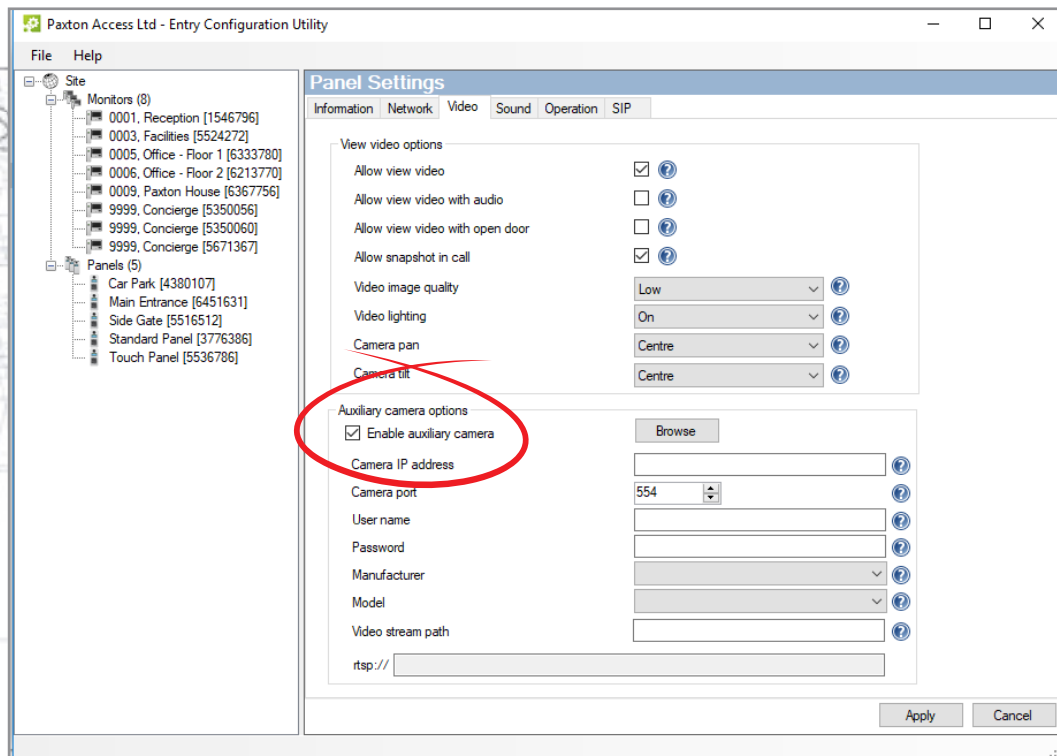 Paxton Access Ltd - Entry Configuration Utility
File Help
Site
Monitors (8)
0001, Reception [1546796]
0003, Facilities [5524272]
0005, Office - Floor 1 [6333780]
0006, Office - Floor 2 [6213770]
0009, Paxton House [6367756]
9999, Concierge [5350056]
9999, Concierge [5350060]
9999, Concierge [5671367]
Panels (5)
Car Park [4380107]
Main Entrance [6451631]
Side Gate [5516512]
Standard Panel [3776386]
Touch Panel [5536786]
Panel Settings
Information Network Video Sound Operation SIP
View video options
Allow view video
Allow view video with audio
Allow view video with open door
Allow snapshot in call
Video image quality Low
Video lighting On
Camera pan Centre
Camera tilt Centre
Auxiliary camera options
Enable auxiliary camera Browse
Camera IP address
Camera port 554
User name
Password
Manufacturer
Model
Video stream path
rtsp://
Apply Cancel